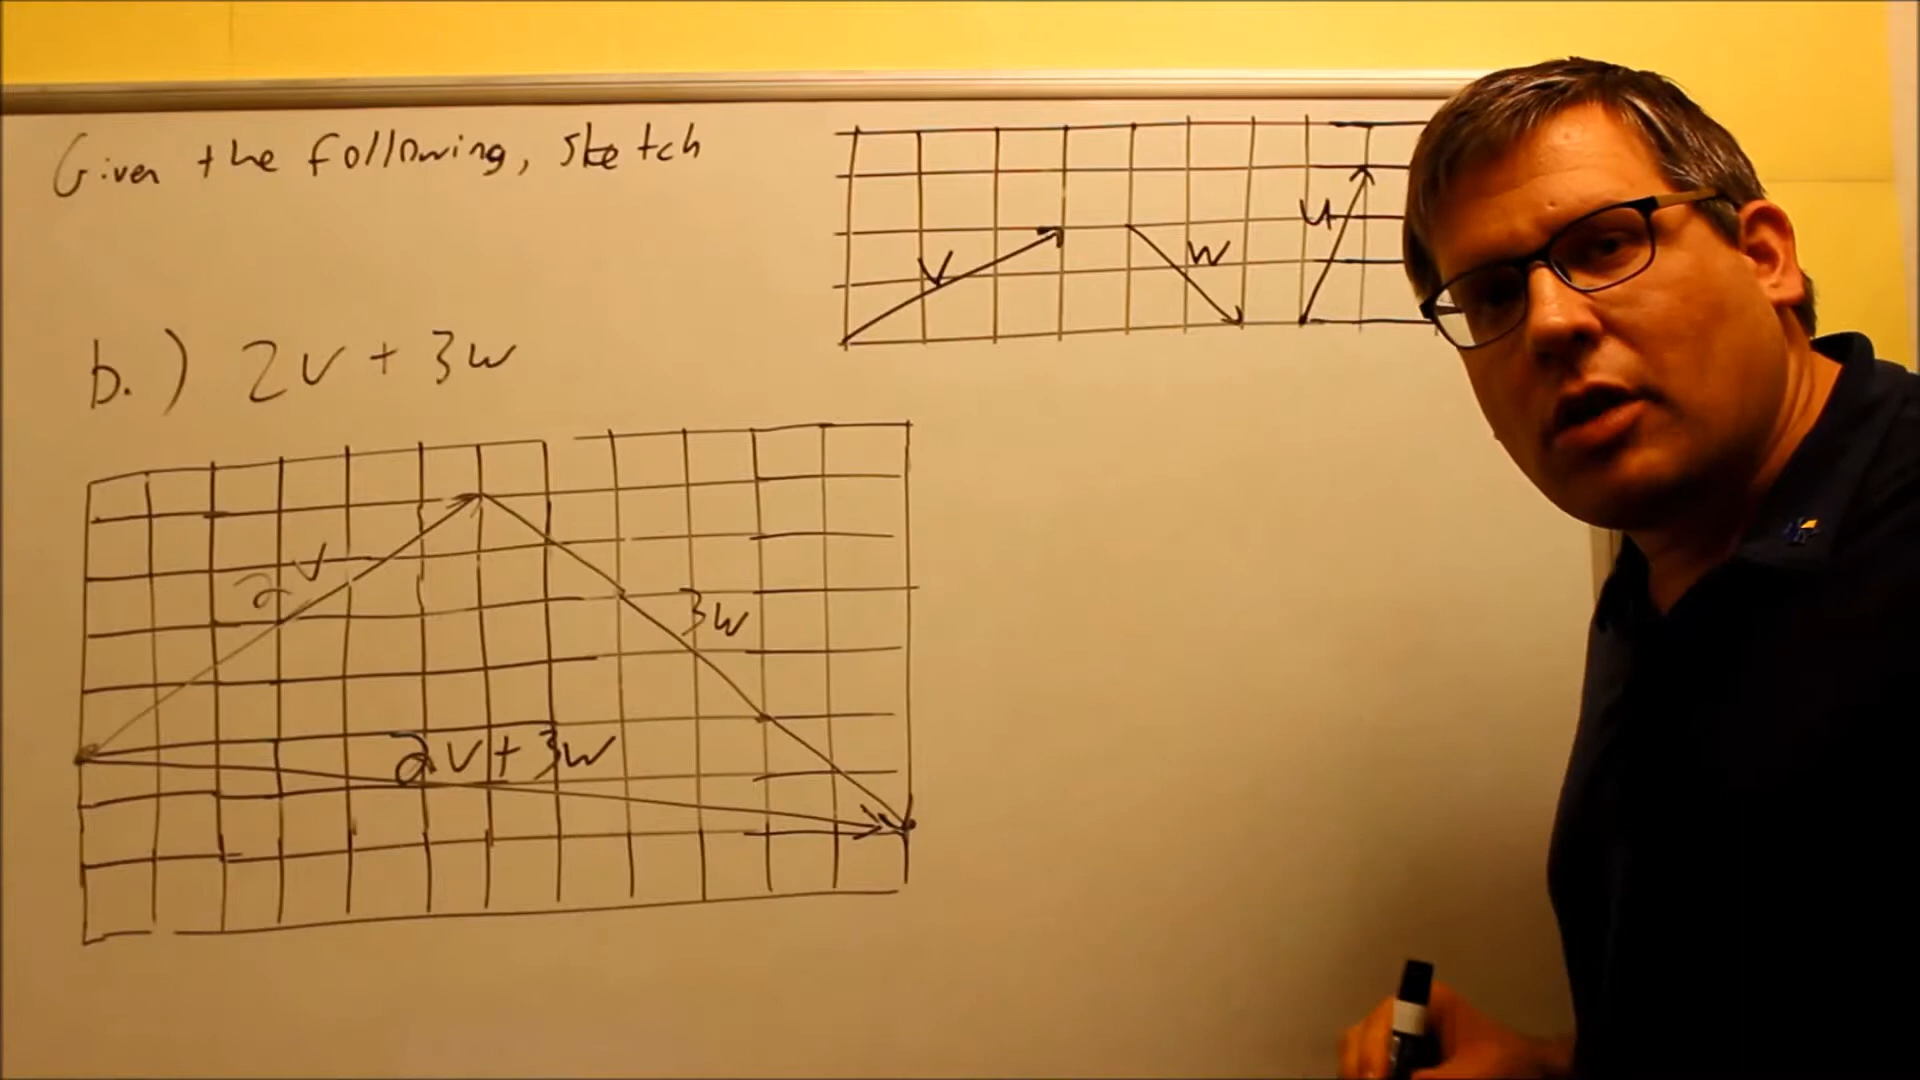 Given the following, sketch
v
w
u
b.) 2v + 3w
2v
3w
2v + 3w